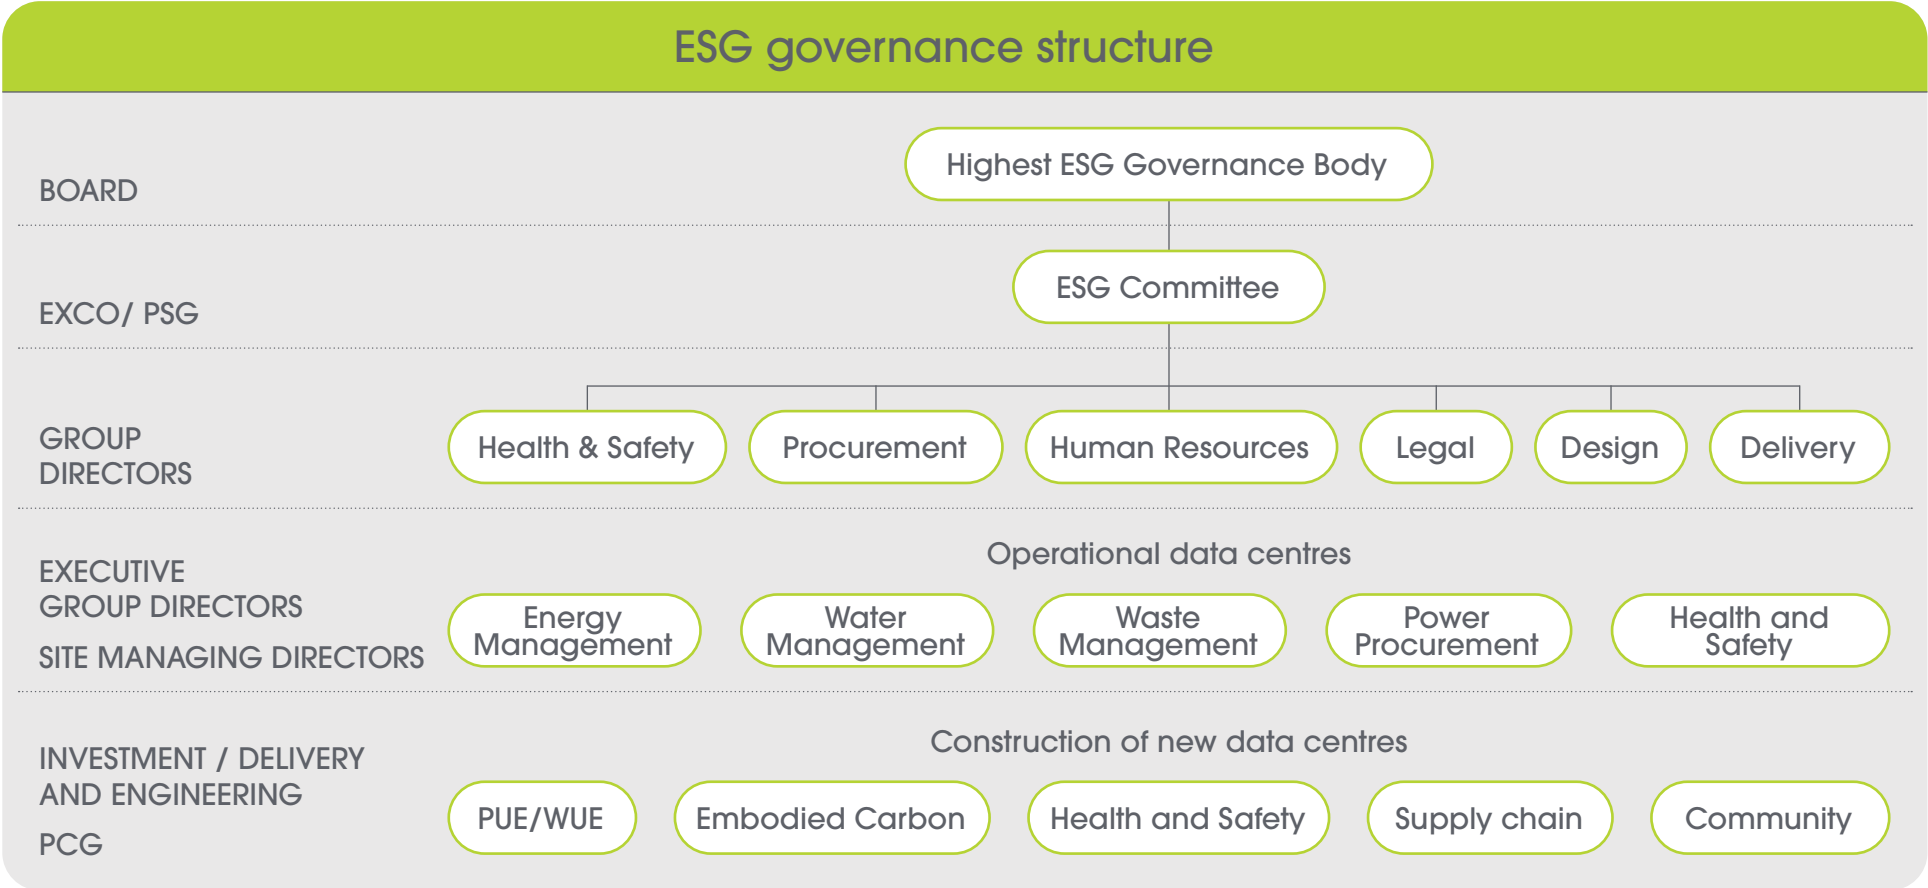 ESG governance structure
BOARD
Highest ESG Governance Body
EXCO/ PSG
ESG Committee
GROUP
DIRECTORS
Health & Safety
Procurement
Human Resources
Legal
Design
Delivery
EXECUTIVE
GROUP DIRECTORS
SITE MANAGING DIRECTORS
Operational data centres
Energy
Management
Water
Management
Waste
Management
Power
Procurement
Health and
Safety
INVESTMENT / DELIVERY
AND ENGINEERING
PCG
Construction of new data centres
PUE/WUE
Embodied Carbon
Health and Safety
Supply chain
Community